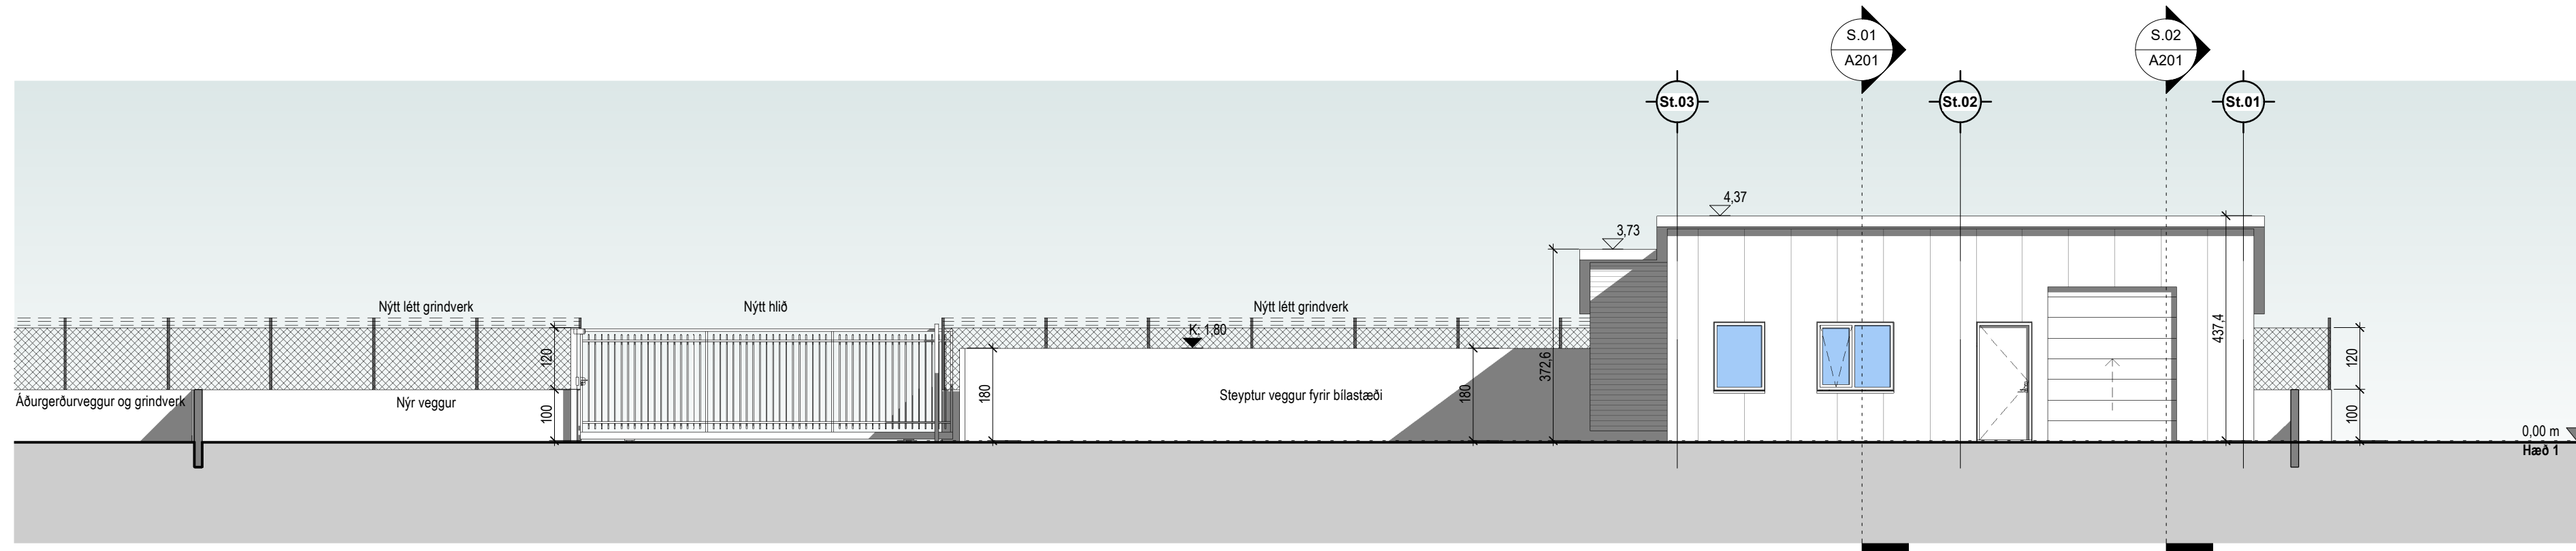 S.01
A201
S.02
A201
St.03
St.02
St.01
4,37
3,73
Nýtt létt grindverk
Nýtt hlið
Nýtt létt grindverk
K: 1,80
120
100
180
180
372,6
437,4
120
100
Áðurgerðurveggur og grindverk
Nýr veggur
Steyptur veggur fyrir bílastæði
0,00 m
Hæð 1